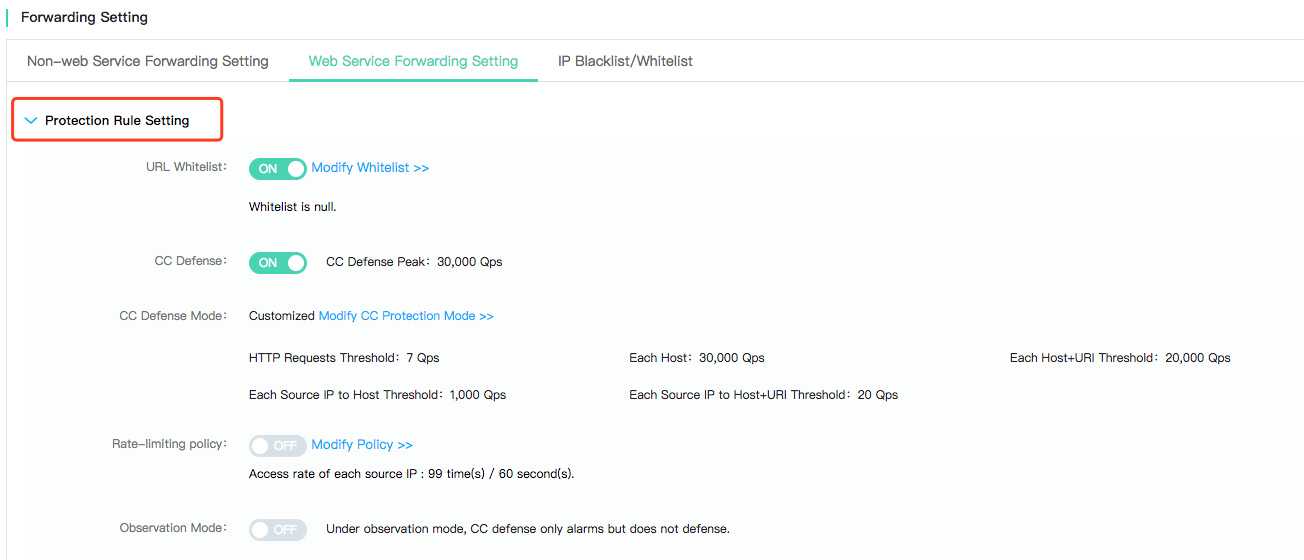 Forwarding Setting
Non-web Service Forwarding Setting Web Service Forwarding Setting IP Blacklist/Whitelist
Protection Rule Setting
URL Whitelist: ON Modify Whitelist >>
Whitelist is null.
CC Defense: ON CC Defense Peak: 30,000 Qps
CC Defense Mode: Customized Modify CC Protection Mode >>
HTTP Requests Threshold: 7 Qps Each Host: 30,000 Qps Each Host+URI Threshold: 20,000 Qps
Each Source IP to Host Threshold: 1,000 Qps Each Source IP to Host+URI Threshold: 20 Qps
Rate-limiting policy: OFF Modify Policy >>
Access rate of each source IP : 99 time(s) / 60 second(s).
Observation Mode: OFF Under observation mode, CC defense only alarms but does not defense.